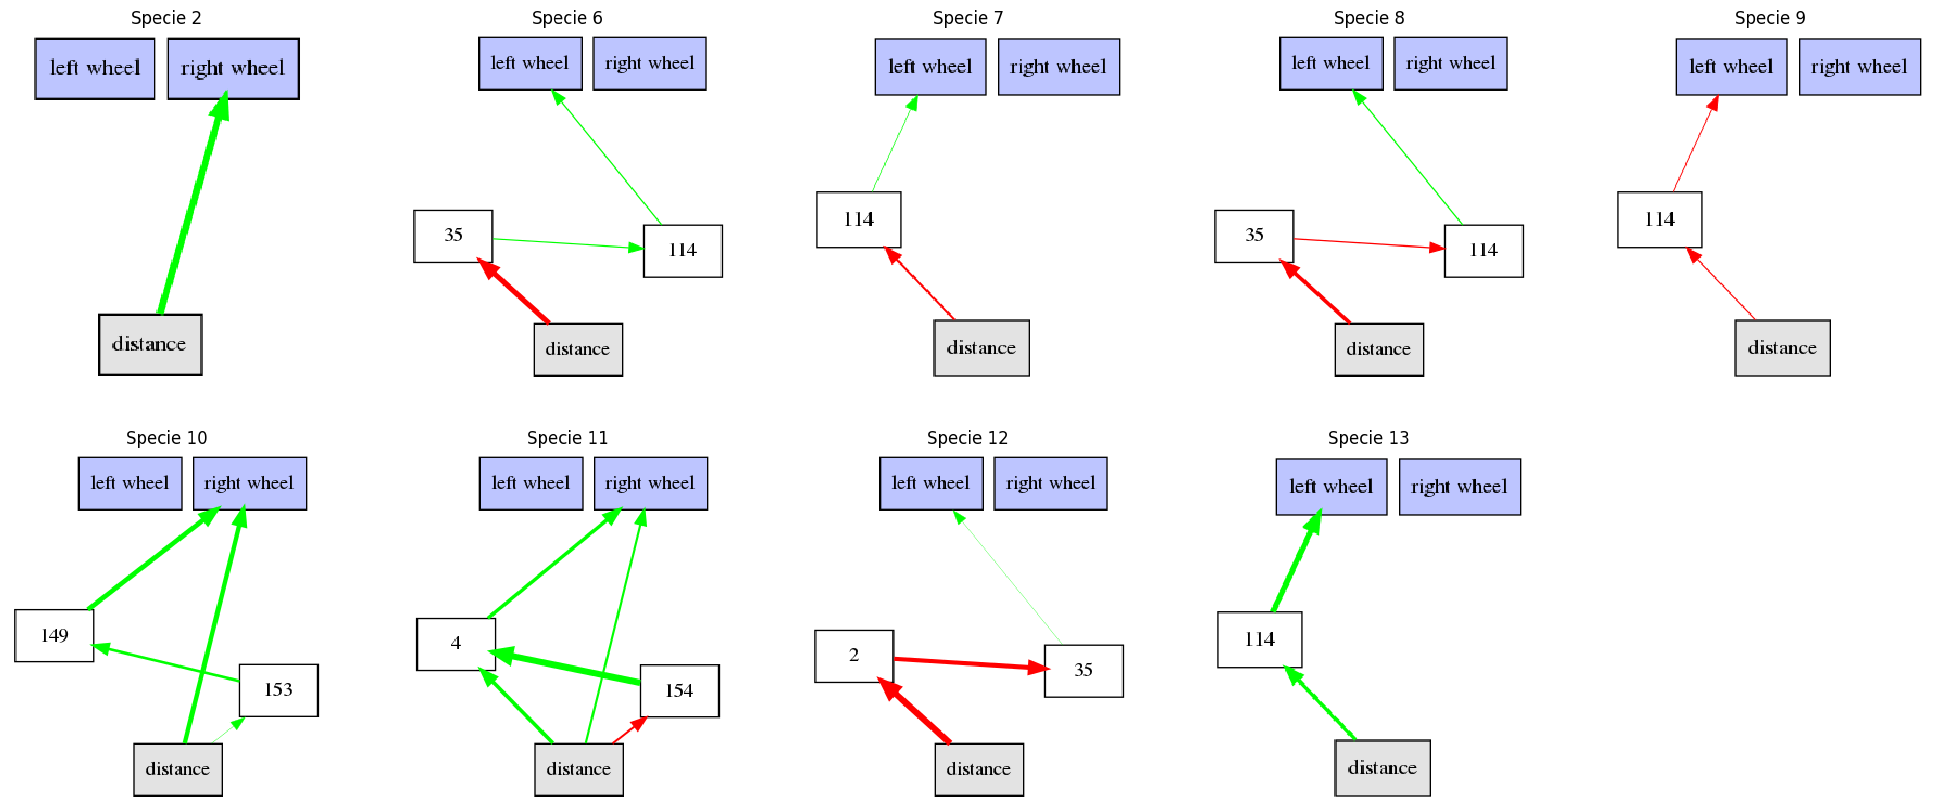 Specie 2
left wheel
right wheel
distance
Specie 6
left wheel
right wheel
35
114
distance
Specie 7
left wheel
right wheel
114
distance
Specie 8
left wheel
right wheel
35
114
distance
Specie 9
left wheel
right wheel
114
distance
Specie 10
left wheel
right wheel
149
153
distance
Specie 11
left wheel
right wheel
4
154
distance
Specie 12
left wheel
right wheel
2
35
distance
Specie 13
left wheel
right wheel
114
distance